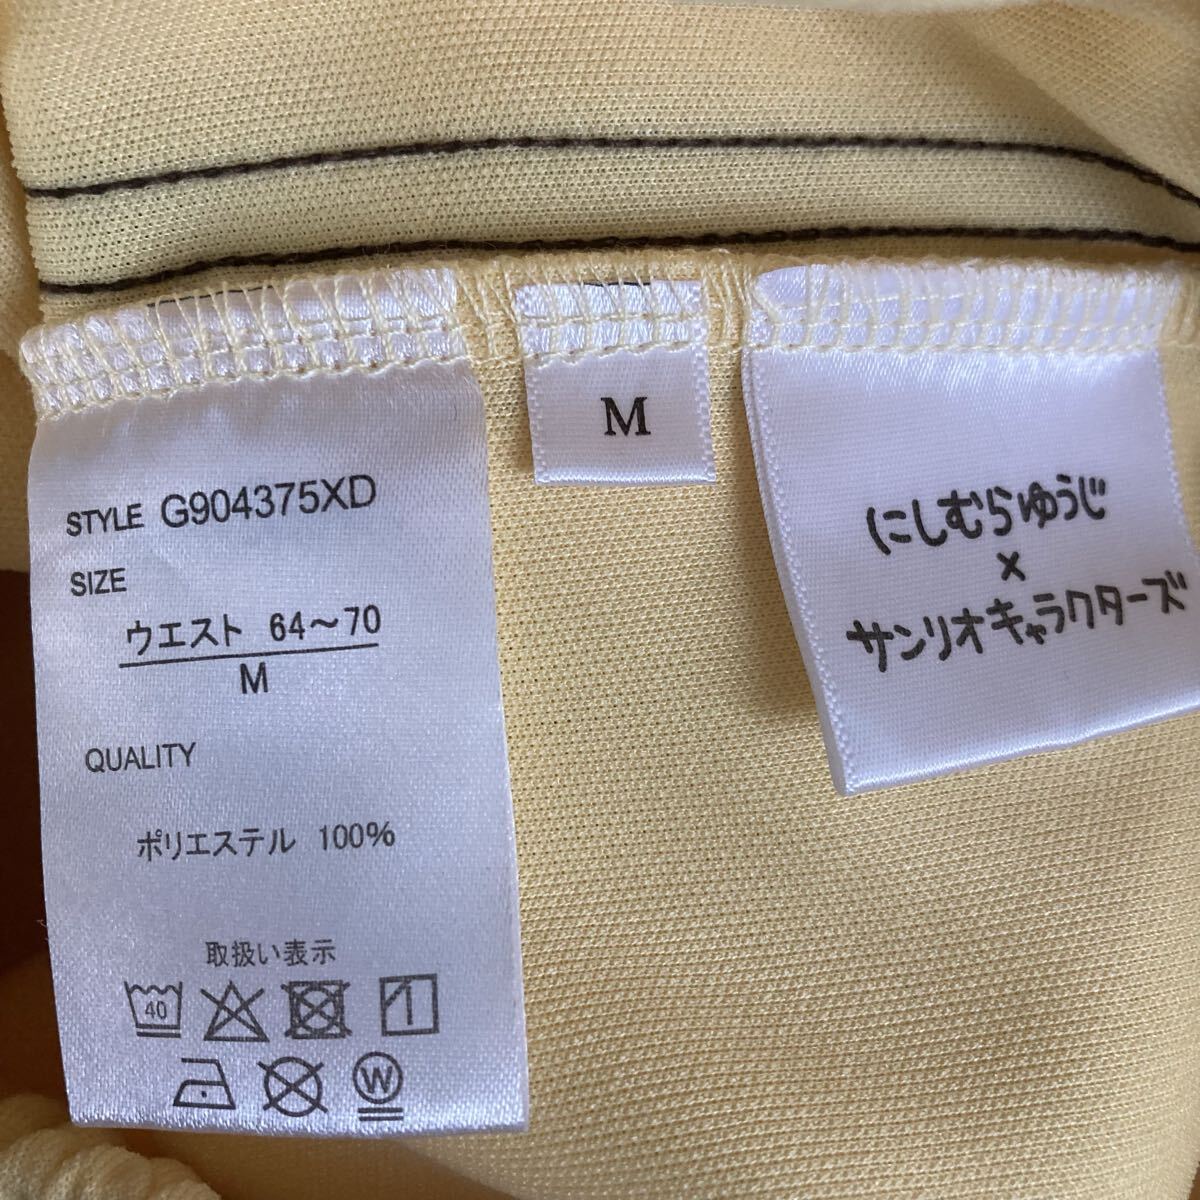 STYLE G904375XD
SIZE
ウエスト 64〜70
M
QUALITY
ポリエステル 100%
取扱い表示
40
W
M
にしむらゆうじ
×
サンリオキャラクターズ